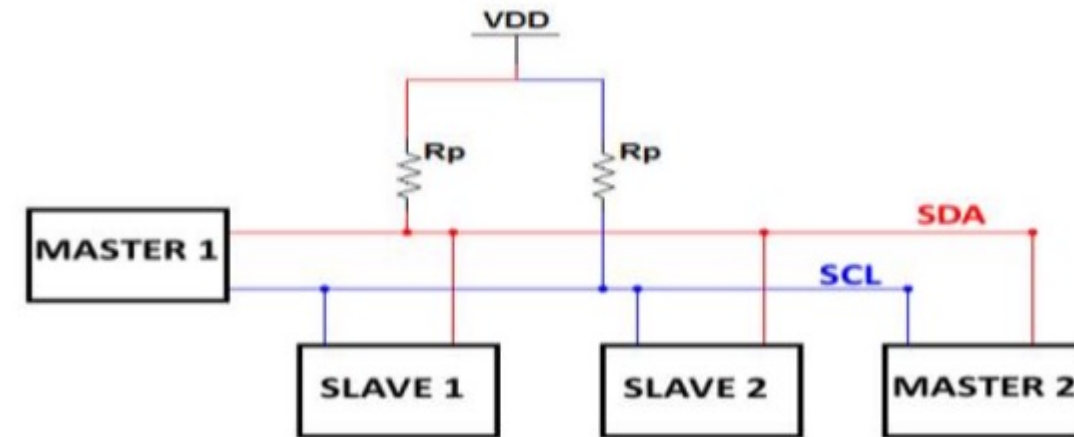 VDD
Rp
Rp
SDA
MASTER 1
SCL
SLAVE 1
SLAVE 2
MASTER 2